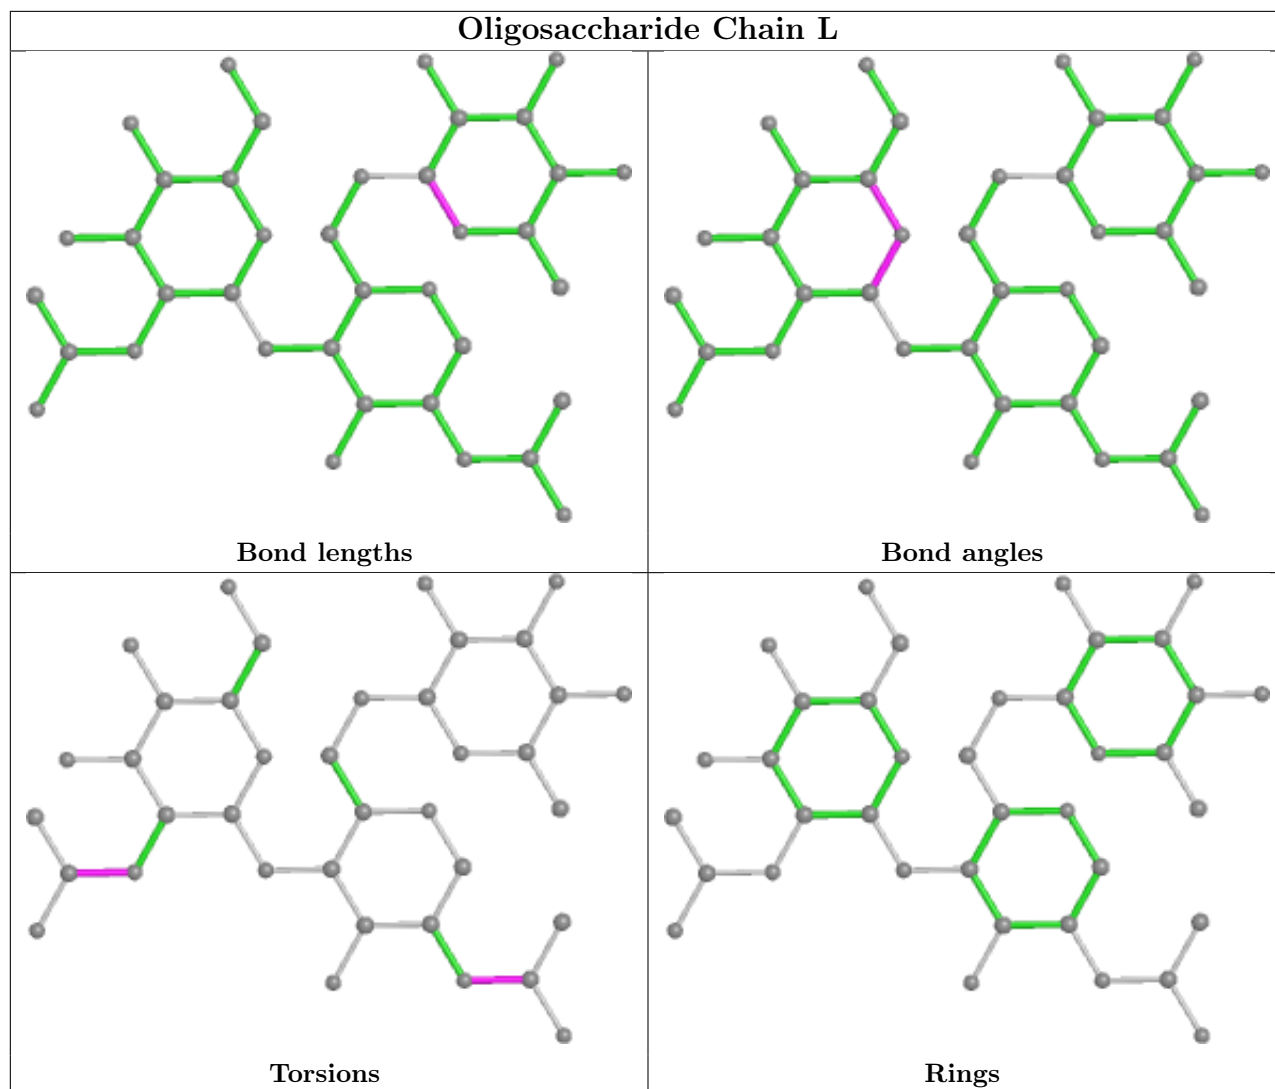 Oligosaccharide Chain L
Bond lengths
Bond angles
Torsions
Rings